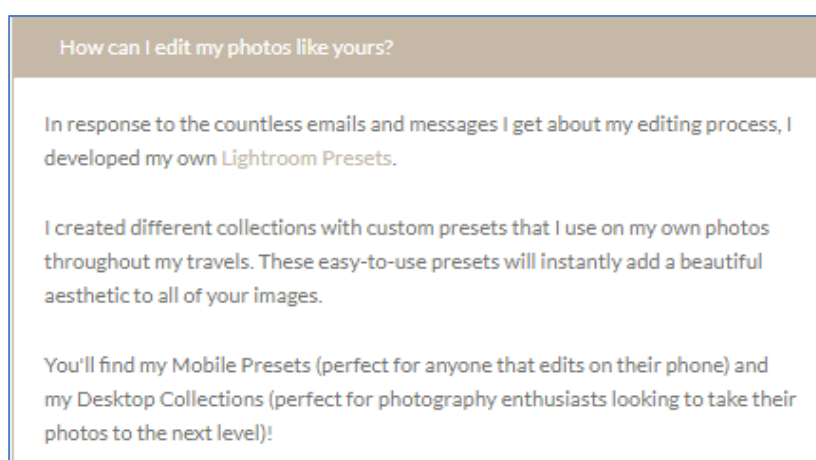 How can I edit my photos like yours?
In response to the countless emails and messages I get about my editing process, I
developed my own Lightroom Presets.
I created different collections with custom presets that I use on my own photos
throughout my travels. These easy-to-use presets will instantly add a beautiful
aesthetic to all of your images.
You'll find my Mobile Presets (perfect for anyone that edits on their phone) and
my Desktop Collections (perfect for photography enthusiasts looking to take their
photos to the next level)!